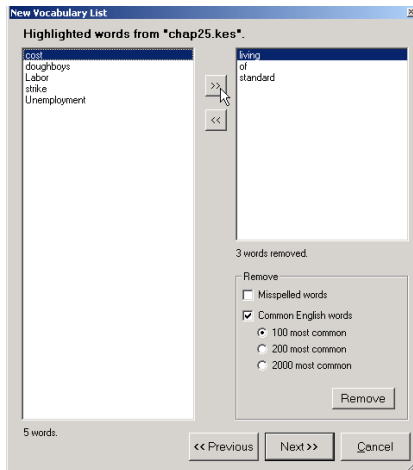 New Vocabulary List
Highlighted words from "chap25.kes".
cost
doughboys
Labor
strike
Unemployment
>>
<<
living
of
standard
3 words removed.
Remove
Misspelled words
Common English words
100 most common
200 most common
2000 most common
Remove
5 words.
<< Previous
Next >>
Cancel